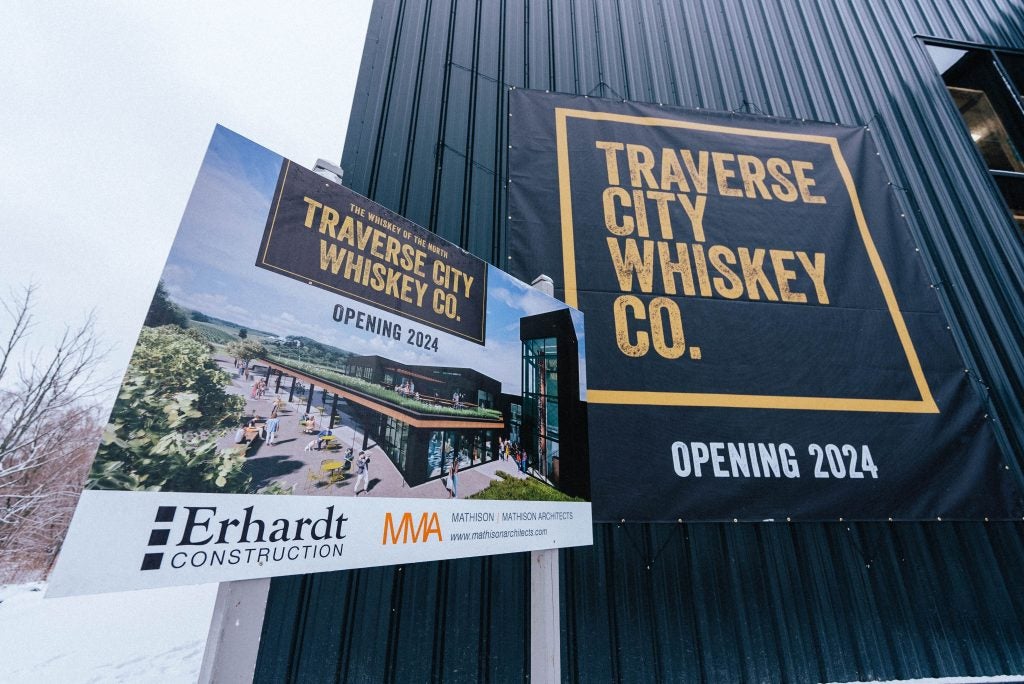 THE WHISKEY OF THE NORTH
TRAVERSE CITY
WHISKEY CO.
OPENING 2024
Erhardt
CONSTRUCTION
MMA
MATHISON | MATHISON ARCHITECTS
www.mathisonarchitects.com
TRAVERSE
CITY
WHISKEY
CO.
OPENING 2024